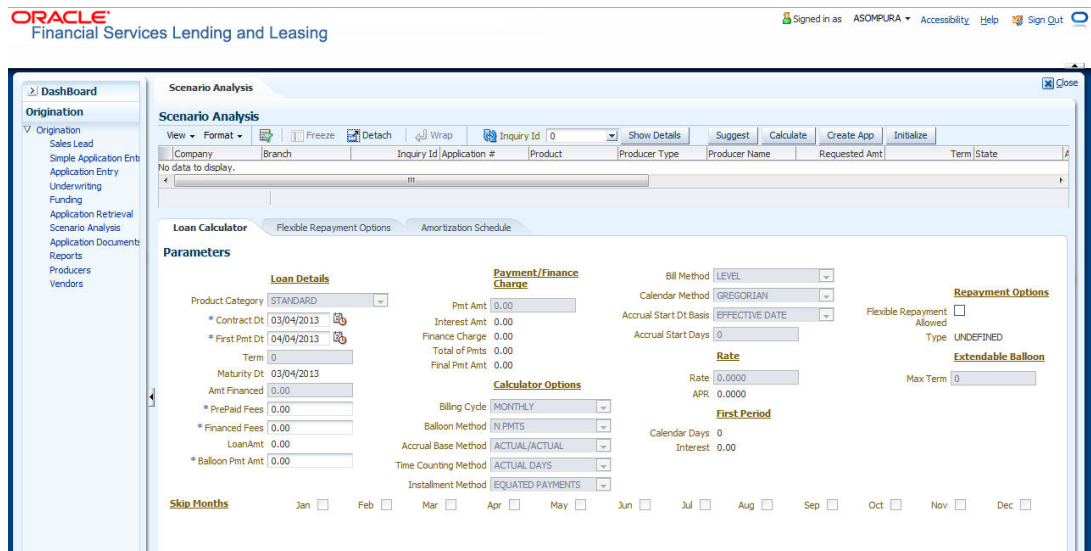 ORACLE
Financial Services Lending and Leasing
Signed in as ASOMPURA Accessibility Help Sign Out
DashBoard
Origination
Origination
Sales Lead
Simple Application Ent
Application Entry
Underwriting
Funding
Application Retrieval
Scenario Analysis
Application Documents
Reports
Producers
Vendors
Scenario Analysis
Close
Scenario Analysis
View Format Freeze Detach Wrap Inquiry Id 0 Show Details Suggest Calculate Create App Initialize
Company Branch Inquiry Id Application # Product Producer Type Producer Name Requested Amt Term State A
No data to display.
Loan Calculator Flexible Repayment Options Amortization Schedule
Parameters
Loan Details
Product Category STANDARD
* Contract Dt 03/04/2013
* First Pmt Dt 04/04/2013
Term 0
Maturity Dt 03/04/2013
Amt Financed 0.00
* PrePaid Fees 0.00
* Financed Fees 0.00
LoanAmt 0.00
* Balloon Pmt Amt 0.00
Payment/Finance
Charge
Pmt Amt 0.00
Interest Amt 0.00
Finance Charge 0.00
Total of Pmts 0.00
Final Pmt Amt 0.00
Calculator Options
Billing Cycle MONTHLY
Balloon Method N PMTS
Accrual Base Method ACTUAL/ACTUAL
Time Counting Method ACTUAL DAYS
Installment Method EQUATED PAYMENTS
Bill Method LEVEL
Calendar Method GREGORIAN
Accrual Start Dt Basis EFFECTIVE DATE
Accrual Start Days 0
Rate
Rate 0.0000
APR 0.0000
First Period
Calendar Days 0
Interest 0.00
Repayment Options
Flexible Repayment
Allowed
Type UNDEFINED
Extendable Balloon
Max Term 0
Skip Months Jan Feb Mar Apr May Jun Jul Aug Sep Oct Nov Dec